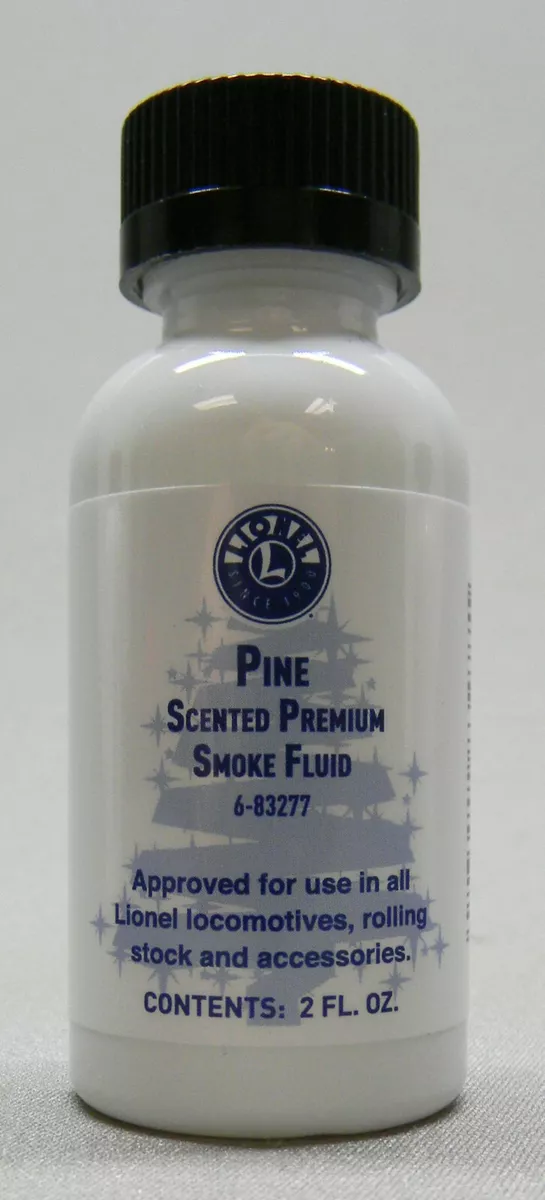 LIONEL
L
SINCE 1900
PINE
SCENTED PREMIUM
SMOKE FLUID
6-83277
Approved for use in all
Lionel locomotives, rolling
stock and accessories.
CONTENTS: 2 FL. OZ.